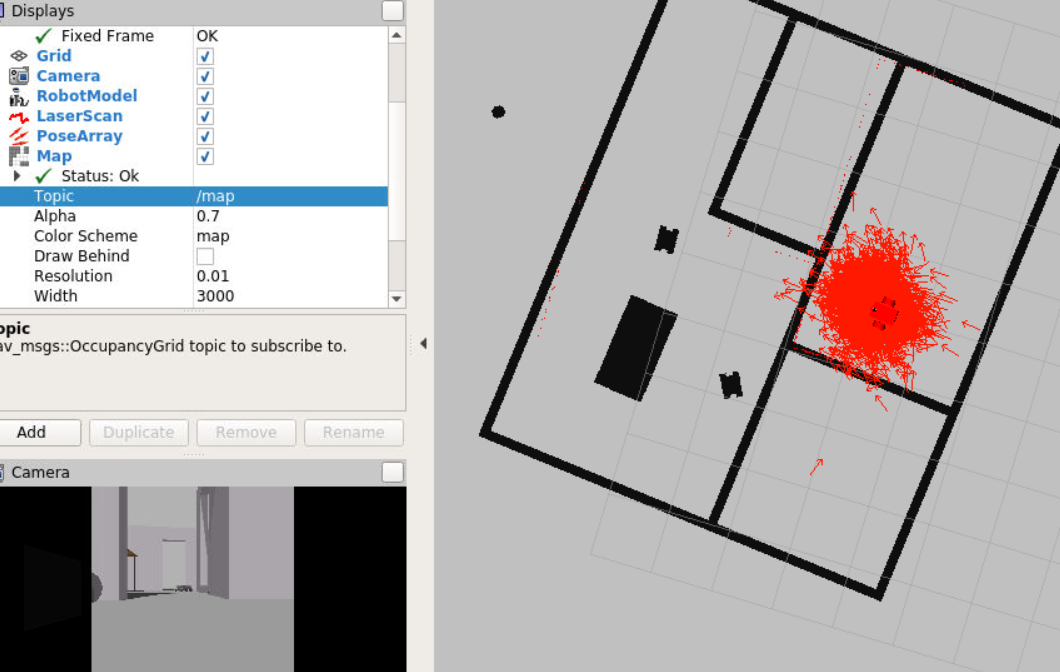 Displays
Fixed Frame OK
Grid
Camera
RobotModel
LaserScan
PoseArray
Map
Status: Ok
Topic /map
Alpha 0.7
Color Scheme map
Draw Behind
Resolution 0.01
Width 3000
opic
av_msgs::OccupancyGrid topic to subscribe to.
Add Duplicate Remove Rename
Camera